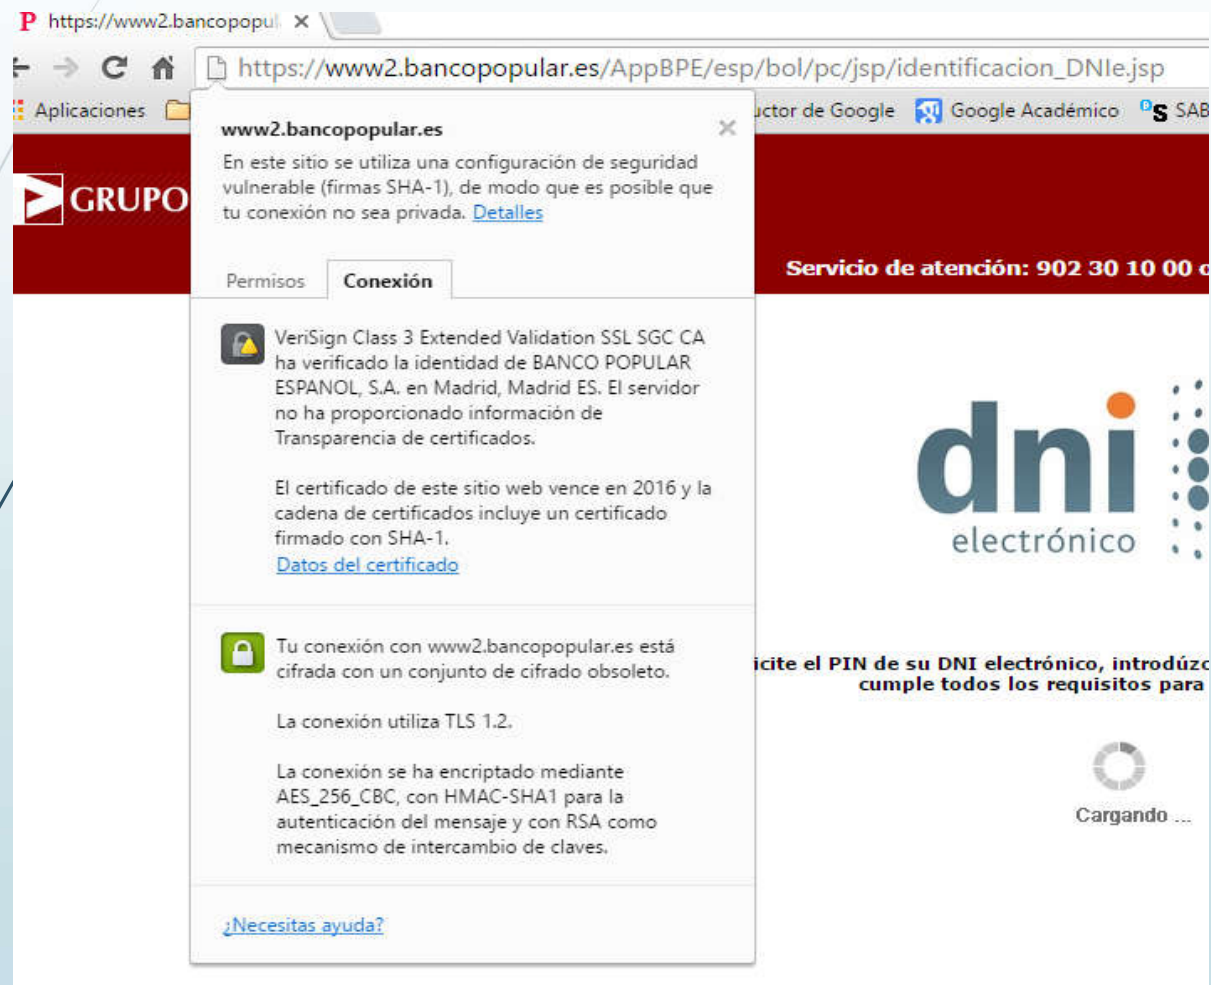 P https://www2.bancopopul
https://www2.bancopopular.es/AppBPE/esp/bol/pc/jsp/identificacion_DNIe.jsp
Aplicaciones
uctor de Google
Google Académico
SAB
www2.bancopopular.es
En este sitio se utiliza una configuración de seguridad
vulnerable (firmas SHA-1), de modo que es posible que
tu conexión no sea privada. Detalles
GRUPO
Servicio de atención: 902 30 10 00 o
Permisos
Conexión
VeriSign Class 3 Extended Validation SSL SGC CA
ha verificado la identidad de BANCO POPULAR
ESPANOL, S.A. en Madrid, Madrid ES. El servidor
no ha proporcionado información de
Transparencia de certificados.
El certificado de este sitio web vence en 2016 y la
cadena de certificados incluye un certificado
firmado con SHA-1.
Datos del certificado
dni
electrónico
Tu conexión con www2.bancopopular.es está
cifrada con un conjunto de cifrado obsoleto.
La conexión utiliza TLS 1.2.
La conexión se ha encriptado mediante
AES_256_CBC, con HMAC-SHA1 para la
autenticación del mensaje y con RSA como
mecanismo de intercambio de claves.
¿Necesitas ayuda?
icite el PIN de su DNI electrónico, introdúzc
cumple todos los requisitos para
Cargando ...